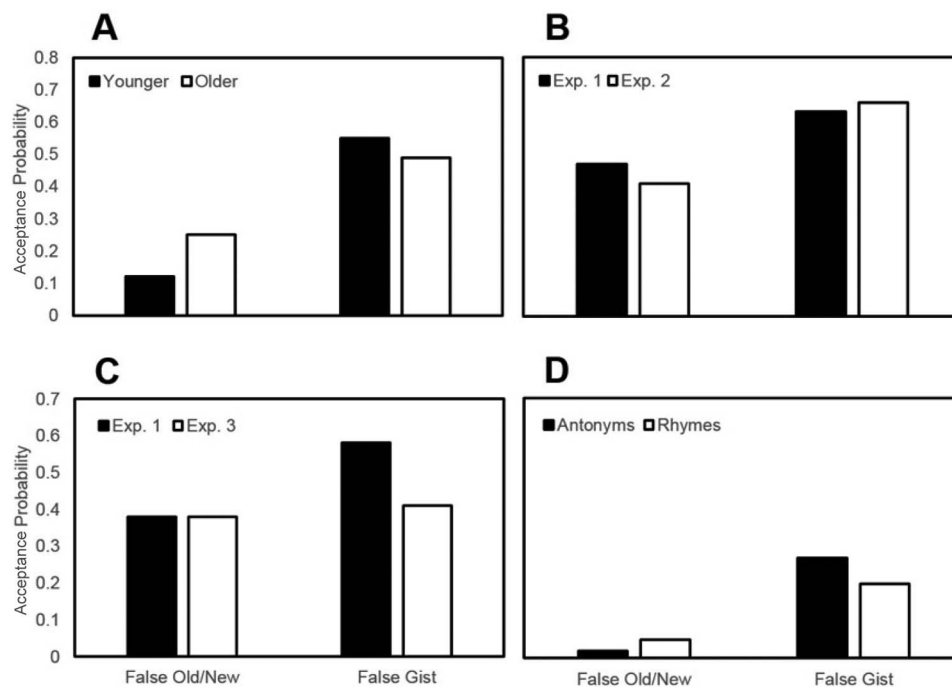 A
B
Acceptance Probability
0.8
0.7
0.6
0.5
0.4
0.3
0.2
0.1
0
Younger Older
Exp. 1 Exp. 2
C
D
Acceptance Probability
0.7
0.6
0.5
0.4
0.3
0.2
0.1
0
Exp. 1 Exp. 3
Antonyms Rhymes
False Old/New False Gist
False Old/New False Gist